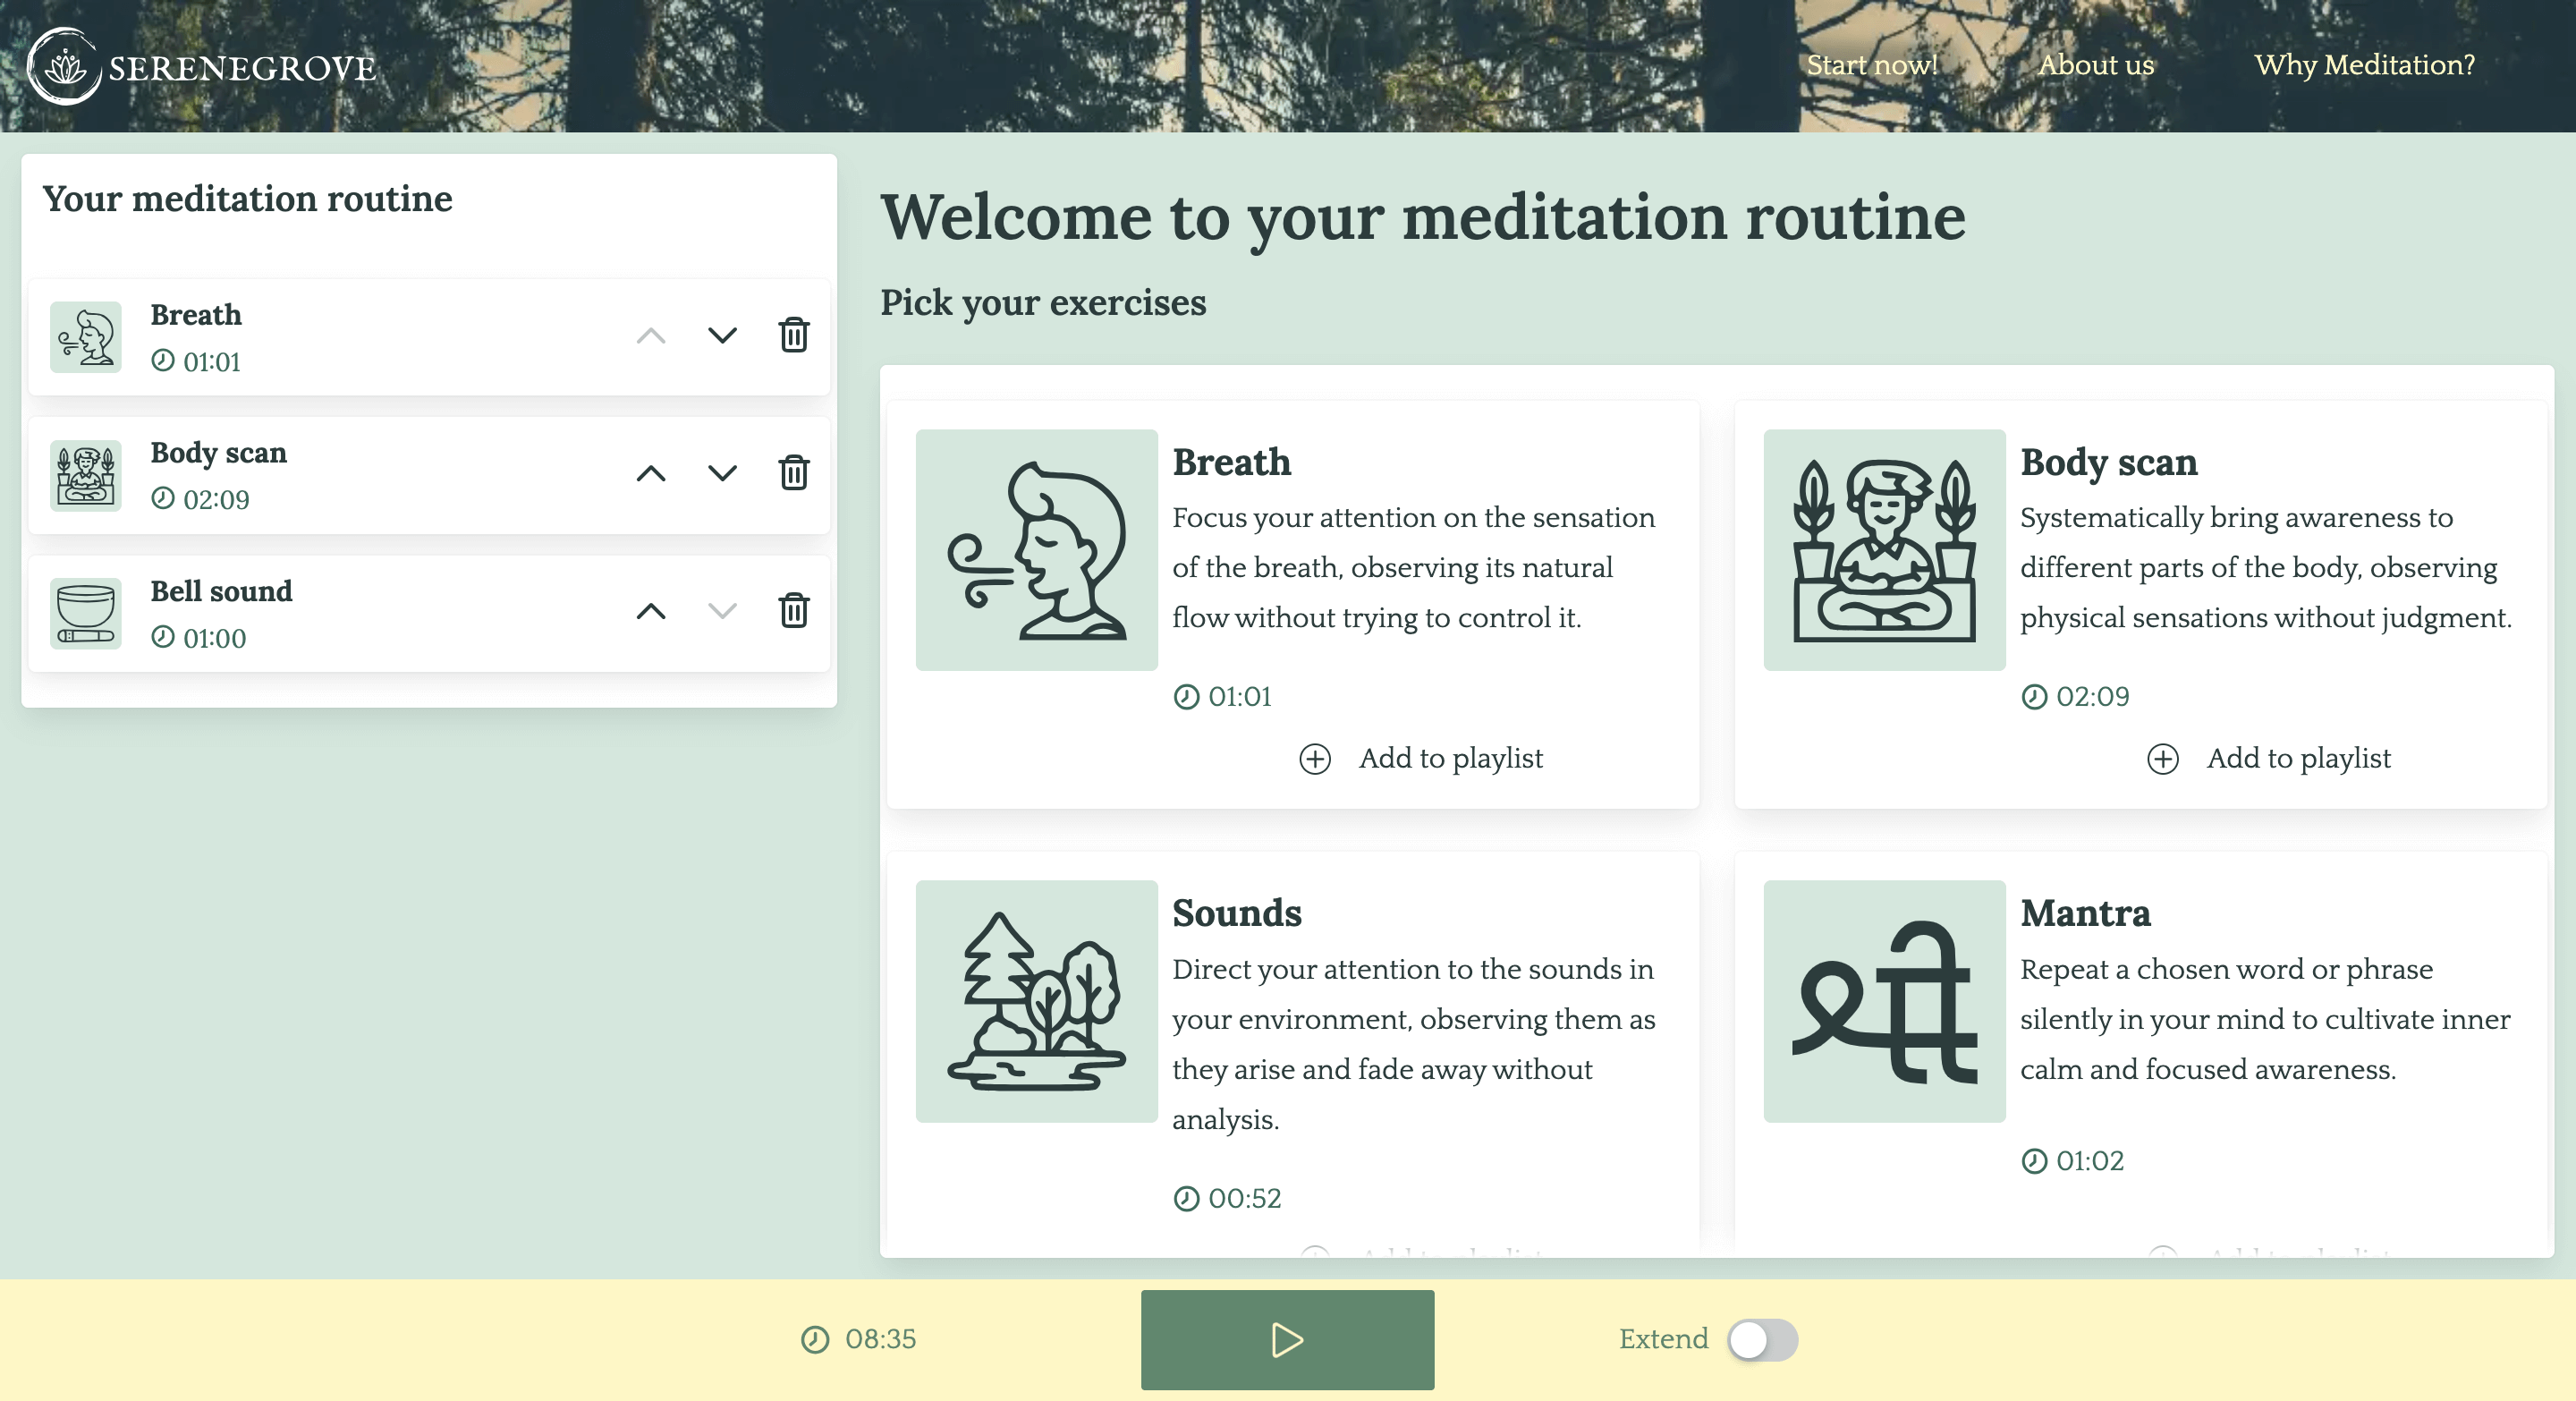 SERENEGROVE
Start now!
About us
Why Meditation?
Your meditation routine
Breath
01:01
Body scan
02:09
Bell sound
01:00
Welcome to your meditation routine
Pick your exercises
Breath
Focus your attention on the sensation
of the breath, observing its natural
flow without trying to control it.
01:01
Add to playlist
Body scan
Systematically bring awareness to
different parts of the body, observing
physical sensations without judgment.
02:09
Add to playlist
Sounds
Direct your attention to the sounds in
your environment, observing them as
they arise and fade away without
analysis.
00:52
Add to playlist
Mantra
श्री
Repeat a chosen word or phrase
silently in your mind to cultivate inner
calm and focused awareness.
01:02
Add to playlist
08:35
Extend